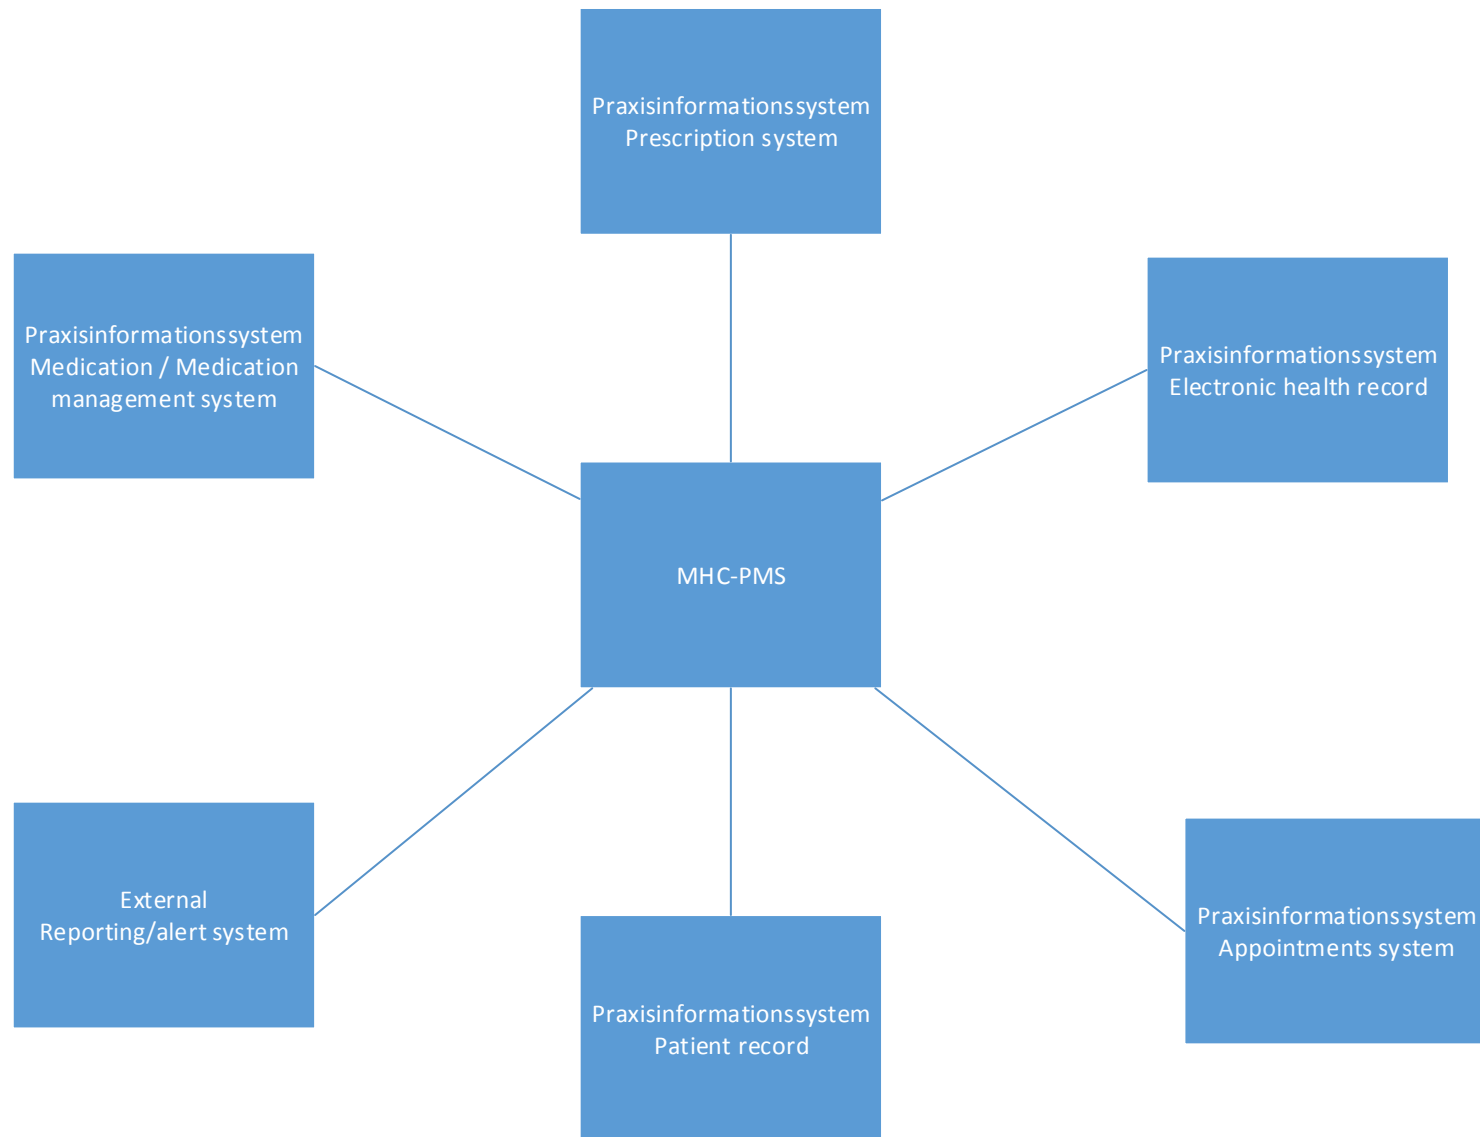 Praxisinformationssystem
Prescription system
Praxisinformationssystem
Medication / Medication
management system
Praxisinformationssystem
Electronic health record
MHC-PMS
External
Reporting/alert system
Praxisinformationssystem
Appointments system
Praxisinformationssystem
Patient record